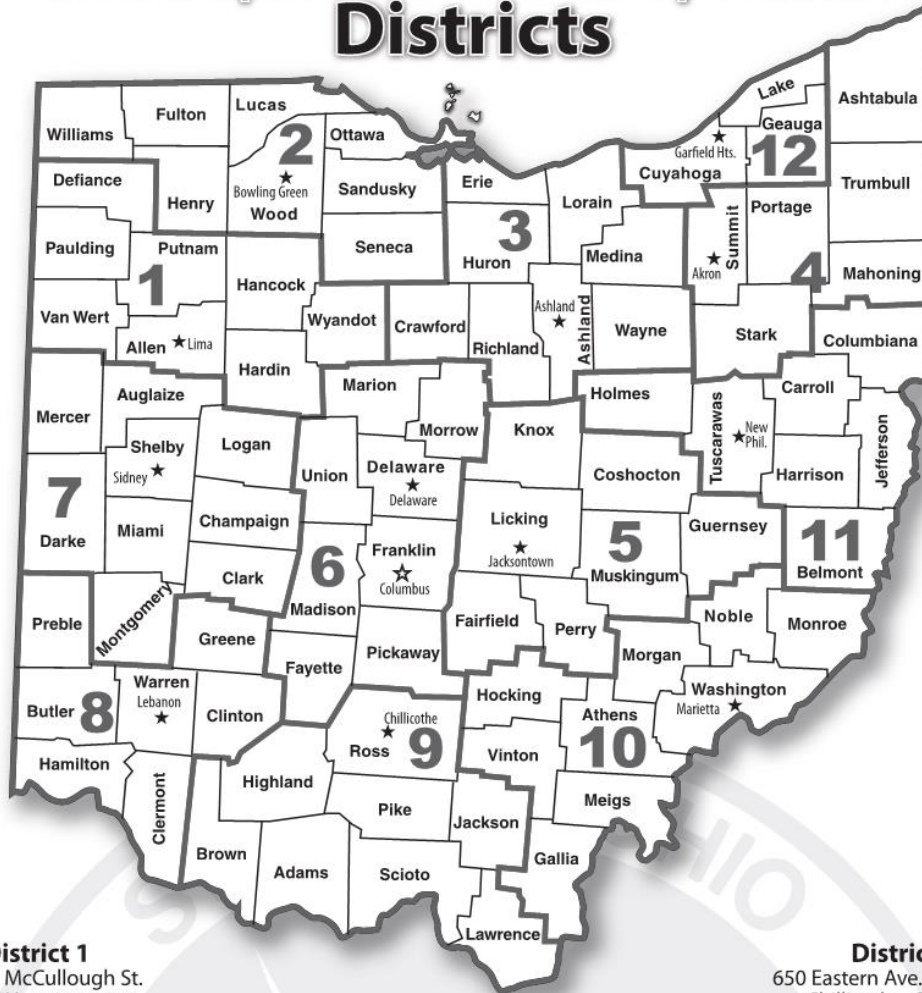 Districts
Lake
Ashtabula
Williams
Fulton
Lucas
Ottawa
Geauga
2
12
Garfield Hts.
Cuyahoga
Bowling Green
Wood
Defiance
Henry
Sandusky
Erie
Lorain
Trumbull
Portage
Summit
Paulding
Putnam
Seneca
3
Huron
Medina
Akron
4
Mahoning
1
Hancock
Van Wert
Allen
Lima
Wyandot
Crawford
Richland
Ashland
Ashland
Wayne
Stark
Columbiana
Hardin
Marion
Auglaize
Mercer
Morrow
Knox
Holmes
Tuscarawas
New
Phil.
Carroll
Jefferson
Shelby
Sidney
Logan
Union
Delaware
Delaware
Coshocton
Harrison
7
Darke
Miami
Champaign
Licking
Jacksontown
Guernsey
5
Muskingum
11
Belmont
Clark
6
Madison
Franklin
Columbus
Preble
Montgomery
Greene
Fairfield
Perry
Noble
Monroe
Fayette
Pickaway
Morgan
Warren
Lebanon
Butler
8
Clinton
Hocking
Washington
Marietta
Chillicothe
Ross
9
Athens
10
Vinton
Hamilton
Highland
Clermont
Pike
Jackson
Meigs
Brown
Adams
Scioto
Gallia
Lawrence
S
HIO
istrict 1
McCullough St.
Distric
650 Eastern Ave.